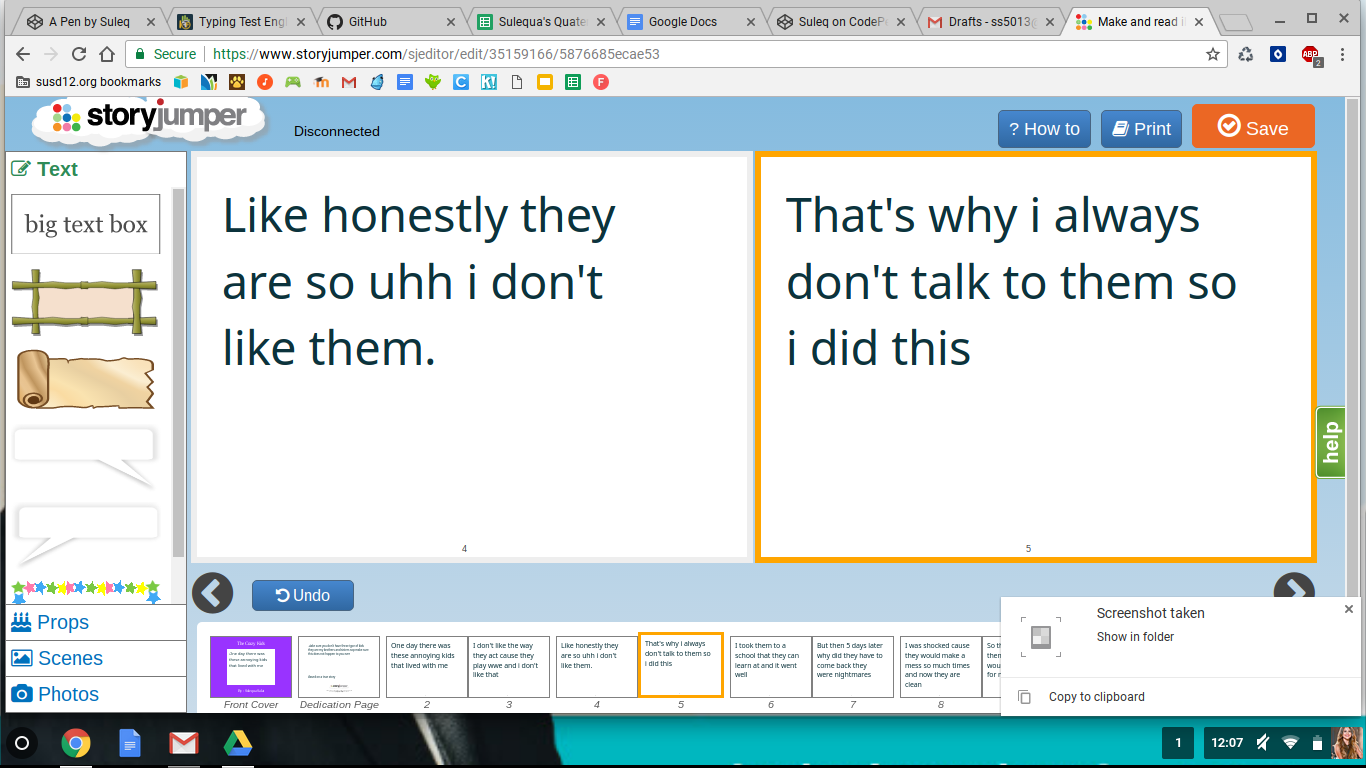 A Pen by Suleq
Typing Test Eng
GitHub
Sulequa's Quate
Google Docs
Suleq on CodeP
Drafts - ss5013@
Make and read i
Secure
https://www.storyjumper.com/sjeditor/edit/35159166/5876685ecae53
ABP
2
susd12.org bookmarks
storyjumper
Disconnected
? How to
Print
Save
Text
big text box
Props
Scenes
Photos
Like honestly they
are so uhh i don't
like them.
4
That's why i always
don't talk to them so
i did this
5
help
Undo
The Crazy Kids
One day there was
these annoying kids
that lived with me
Front Cover
Dedication Page
One day there was
these annoying kids
that lived with me
2
I don't like the way
they act cause they
play wwe and i don't
like that
3
Like honestly they
are so uhh i don't
like them.
4
That's why i always
don't talk to them so
i did this
5
I took them to a
school that they can
learn at and it went
well
6
But then 5 days later
why did they have to
come back they
were nightmares
7
I was shocked cause
they would make a
mess so much times
and now they are
clean
8
Screenshot taken
Show in folder
Copy to clipboard
1
12:07